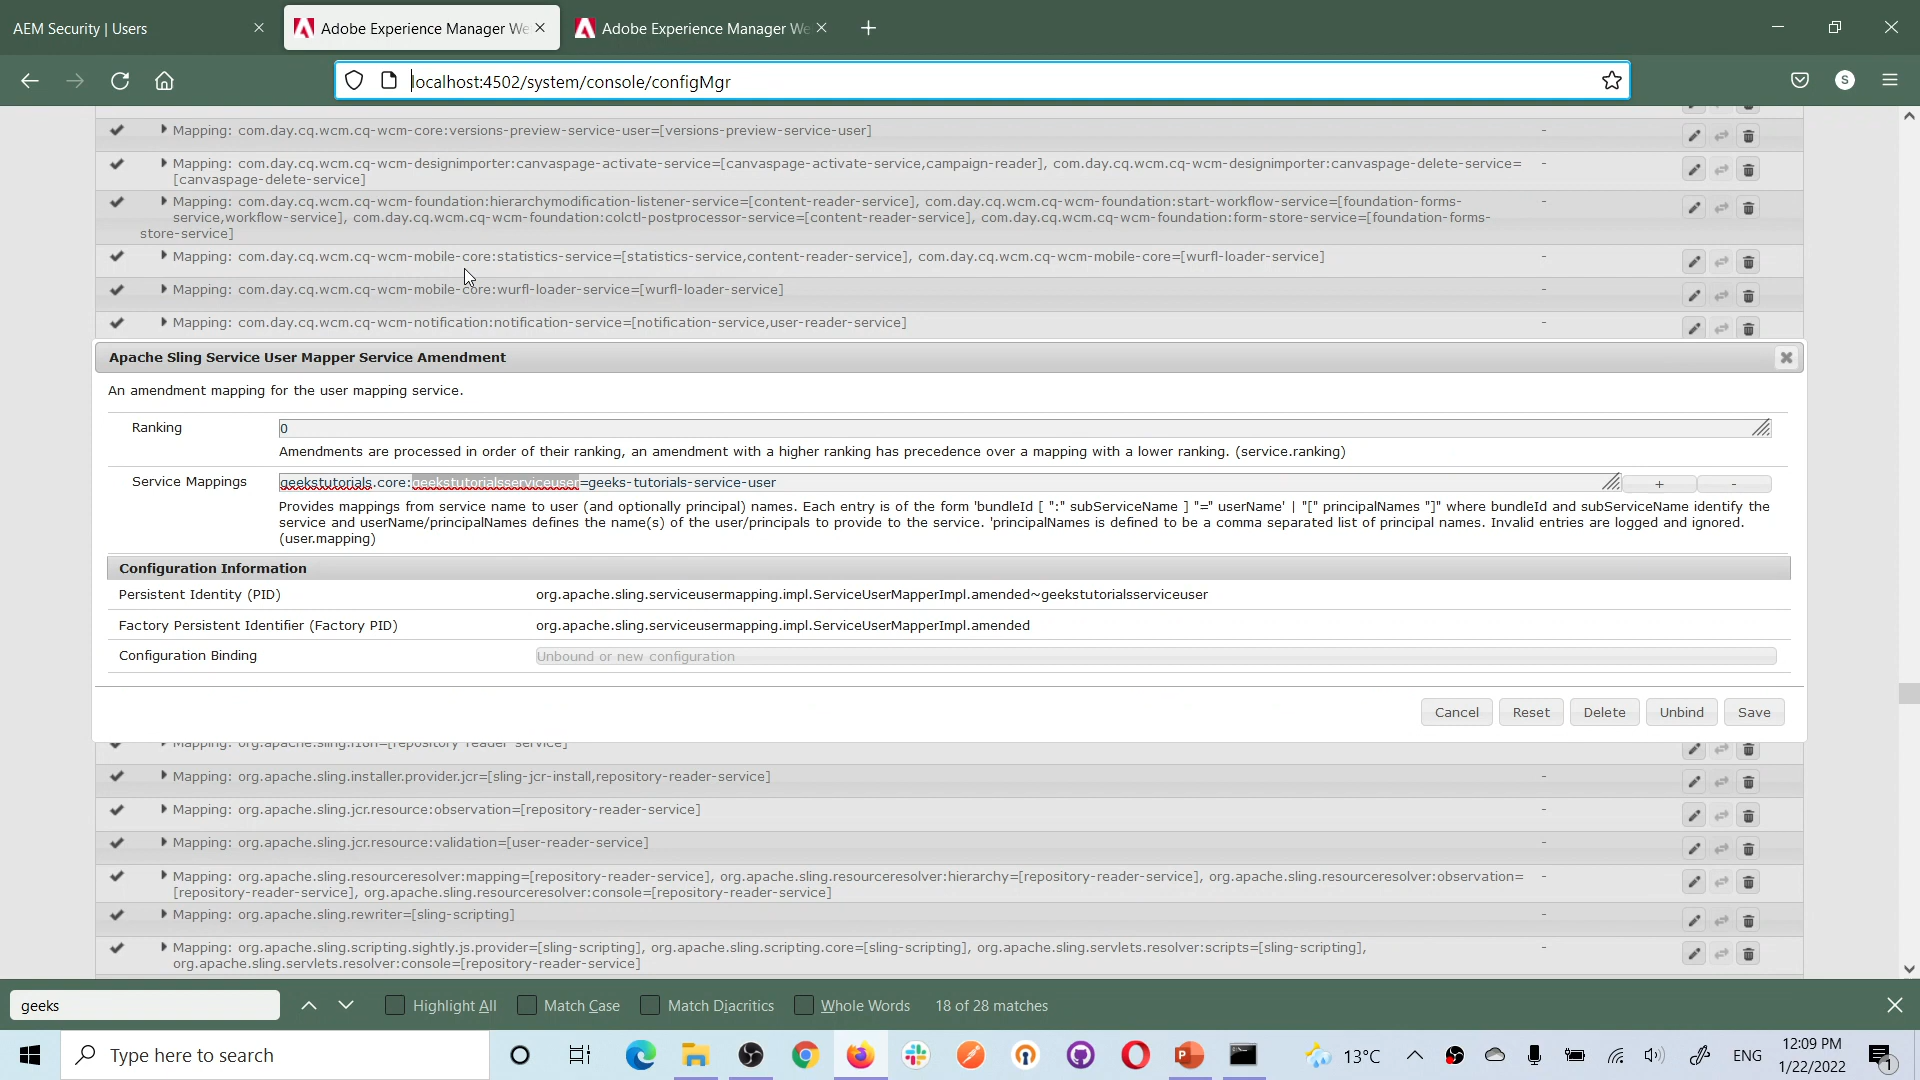 AEM Security | Users
Adobe Experience Manager We
Adobe Experience Manager We
localhost:4502/system/console/configMgr
S
Mapping: com.day.cq.wcm.cq-wcm-core:versions-preview-service-user=[versions-preview-service-user] -
Mapping: com.day.cq.wcm.cq-wcm-designimporter:canvaspage-activate-service=[canvaspage-activate-service,campaign-reader], com.day.cq.wcm.cq-wcm-designimporter:canvaspage-delete-service= -
[canvaspage-delete-service]
Mapping: com.day.cq.wcm.cq-wcm-foundation:hierarchymodification-listener-service=[content-reader-service], com.day.cq.wcm.cq-wcm-foundation:start-workflow-service=[foundation-forms- -
service,workflow-service], com.day.cq.wcm.cq-wcm-foundation:colctl-postprocessor-service=[content-reader-service], com.day.cq.wcm.cq-wcm-foundation:form-store-service=[foundation-forms-
store-service]
Mapping: com.day.cq.wcm.cq-wcm-mobile-core:statistics-service=[statistics-service,content-reader-service], com.day.cq.wcm.cq-wcm-mobile-core=[wurfl-loader-service] -
Mapping: com.day.cq.wcm.cq-wcm-mobile-core:wurfl-loader-service=[wurfl-loader-service] -
Mapping: com.day.cq.wcm.cq-wcm-notification:notification-service=[notification-service,user-reader-service] -
Apache Sling Service User Mapper Service Amendment
An amendment mapping for the user mapping service.
Ranking 0
Amendments are processed in order of their ranking, an amendment with a higher ranking has precedence over a mapping with a lower ranking. (service.ranking)
Service Mappings geekstutorials.core:geekstutorialsserviceuser=geeks-tutorials-service-user + -
Provides mappings from service name to user (and optionally principal) names. Each entry is of the form 'bundleId [ ":" subServiceName ] "=" userName' | "[" principalNames "]" where bundleId and subServiceName identify the
service and userName/principalNames defines the name(s) of the user/principals to provide to the service. 'principalNames is defined to be a comma separated list of principal names. Invalid entries are logged and ignored.
(user.mapping)
Configuration Information
Persistent Identity (PID) org.apache.sling.serviceusermapping.impl.ServiceUserMapperImpl.amended~geekstutorialsserviceuser
Factory Persistent Identifier (Factory PID) org.apache.sling.serviceusermapping.impl.ServiceUserMapperImpl.amended
Configuration Binding Unbound or new configuration
Cancel Reset Delete Unbind Save
Mapping: org.apache.sling.i18n=[repository-reader-service]
Mapping: org.apache.sling.installer.provider.jcr=[sling-jcr-install,repository-reader-service] -
Mapping: org.apache.sling.jcr.resource:observation=[repository-reader-service] -
Mapping: org.apache.sling.jcr.resource:validation=[user-reader-service] -
Mapping: org.apache.sling.resourceresolver:mapping=[repository-reader-service], org.apache.sling.resourceresolver:hierarchy=[repository-reader-service], org.apache.sling.resourceresolver:observation= -
[repository-reader-service], org.apache.sling.resourceresolver:console=[repository-reader-service]
Mapping: org.apache.sling.rewriter=[sling-scripting] -
Mapping: org.apache.sling.scripting.sightly.js.provider=[sling-scripting], org.apache.sling.scripting.core=[sling-scripting], org.apache.sling.servlets.resolver:scripts=[sling-scripting], -
org.apache.sling.servlets.resolver:console=[repository-reader-service]
geeks Highlight All Match Case Match Diacritics Whole Words 18 of 28 matches
Type here to search 13°C ENG 12:09 PM
1/22/2022
1